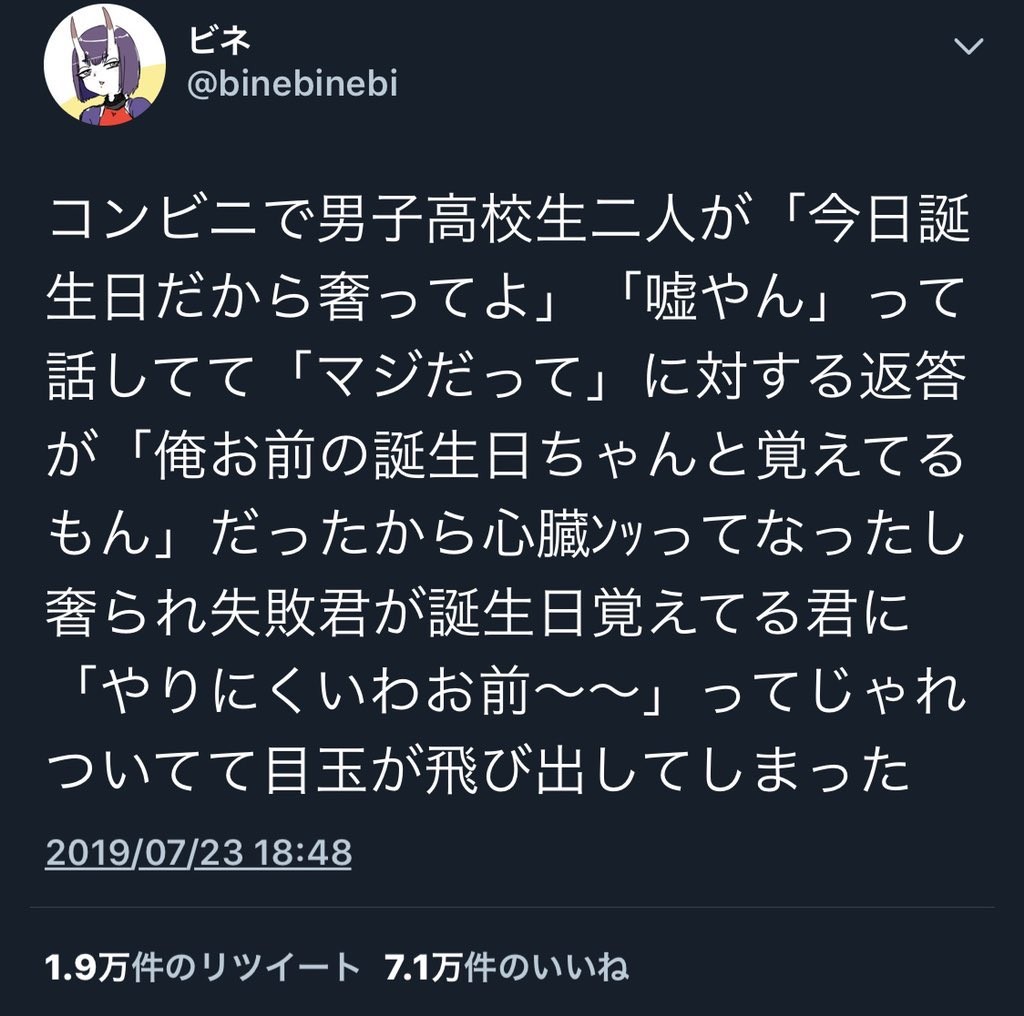 ビネ
@binebinebi
コンビニで男子高校生二人が「今日誕
生日だから奢ってよ」「嘘やん」って
話してて「マジだって」に対する返答
が「俺お前の誕生日ちゃんと覚えてる
もん」だったから心臓ﾝｯってなったし
奢られ失敗君が誕生日覚えてる君に
「やりにくいわお前〜〜」ってじゃれ
ついてて目玉が飛び出してしまった
2019/07/23 18:48
1.9万件のリツイート 7.1万件のいいね